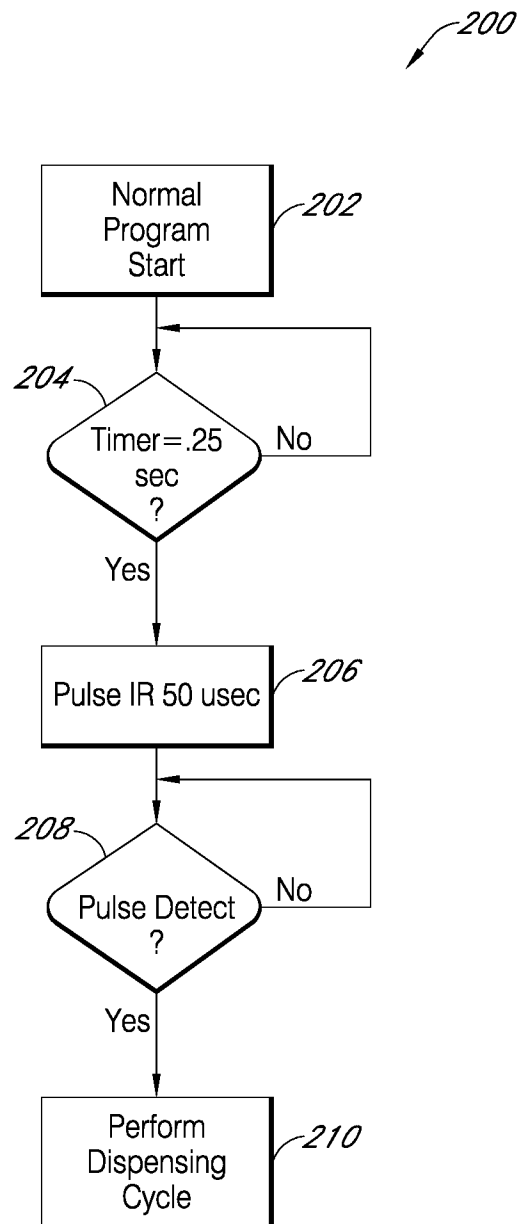 200
Normal
Program
Start
202
204
Timer=.25
sec
?
No
Yes
Pulse IR 50 usec
206
208
Pulse Detect
?
No
Yes
Perform
Dispensing
Cycle
210